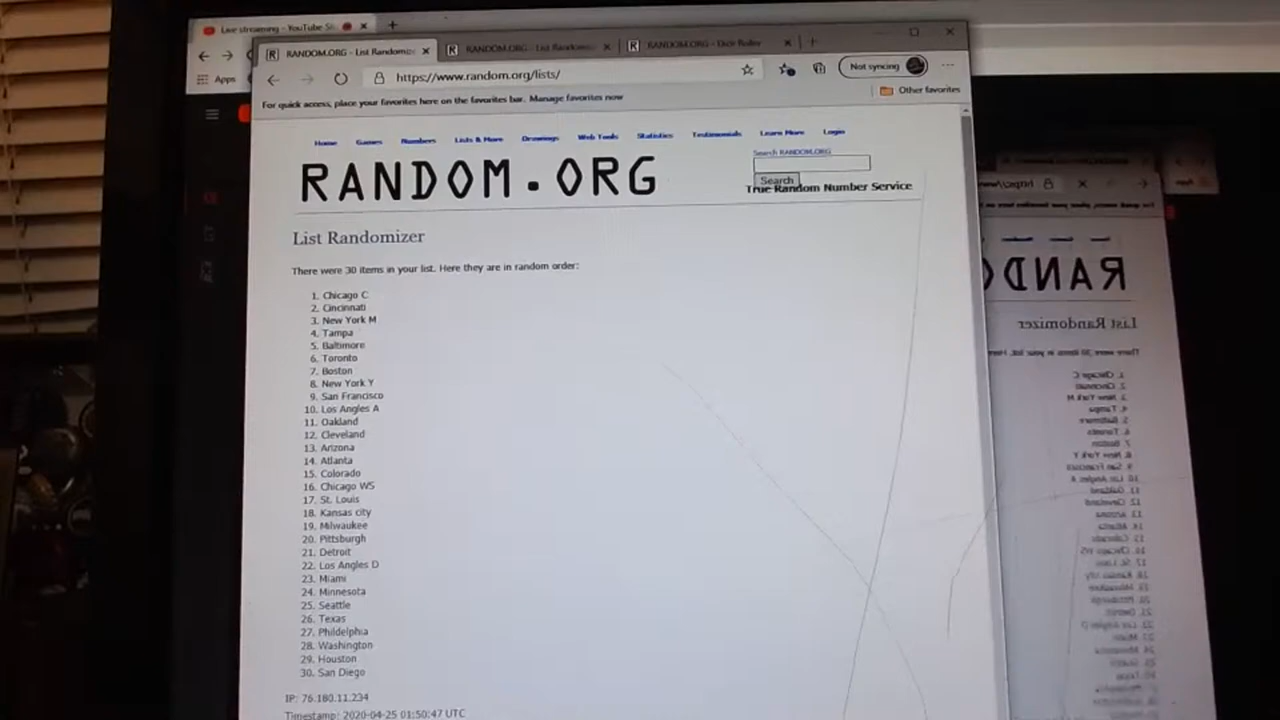 Live streaming - YouTube St
Apps
RANDOM.ORG - List Randomiz
RANDOM.ORG - List Randomi
RANDOM.ORG - Dice Roller
https://www.random.org/lists/
Not syncing
For quick access, place your favorites here on the favorites bar. Manage favorites now
Other favorites
Home Games Numbers Lists & More Drawings Web Tools Statistics Testimonials Learn More Login
Search RANDOM.ORG
Search
RANDOM.ORG
True Random Number Service
List Randomizer
There were 30 items in your list. Here they are in random order:
1. Chicago C
2. Cincinnati
3. New York M
4. Tampa
5. Baltimore
6. Toronto
7. Boston
8. New York Y
9. San Francisco
10. Los Angles A
11. Oakland
12. Cleveland
13. Arizona
14. Atlanta
15. Colorado
16. Chicago WS
17. St. Louis
18. Kansas city
19. Milwaukee
20. Pittsburgh
21. Detroit
22. Los Angles D
23. Miami
24. Minnesota
25. Seattle
26. Texas
27. Phildelphia
28. Washington
29. Houston
30. San Diego
IP: 76.180.11.234
Timestamp: 2020-04-25 01:50:47 UTC